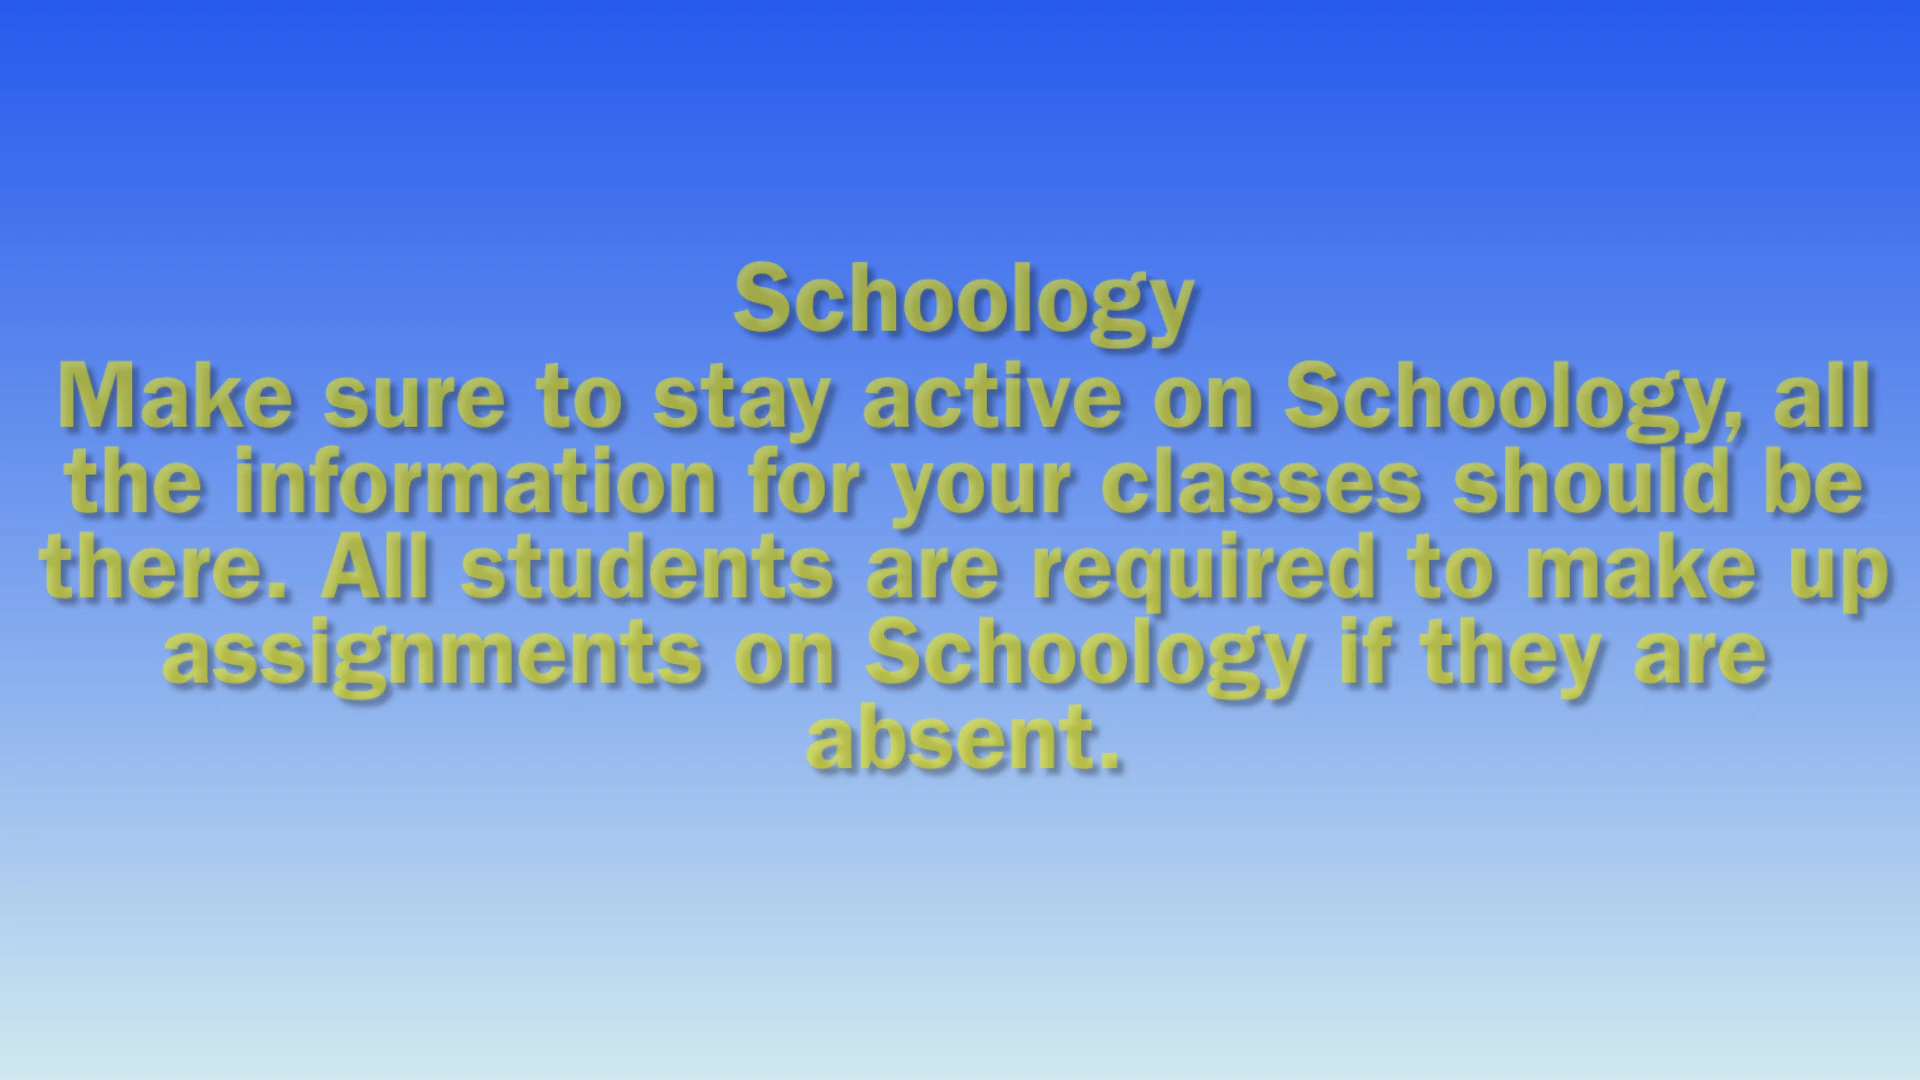 Schoology
Make sure to stay active on Schoology, all
the information for your classes should be
there. All students are required to make up
assignments on Schoology if they are
absent.